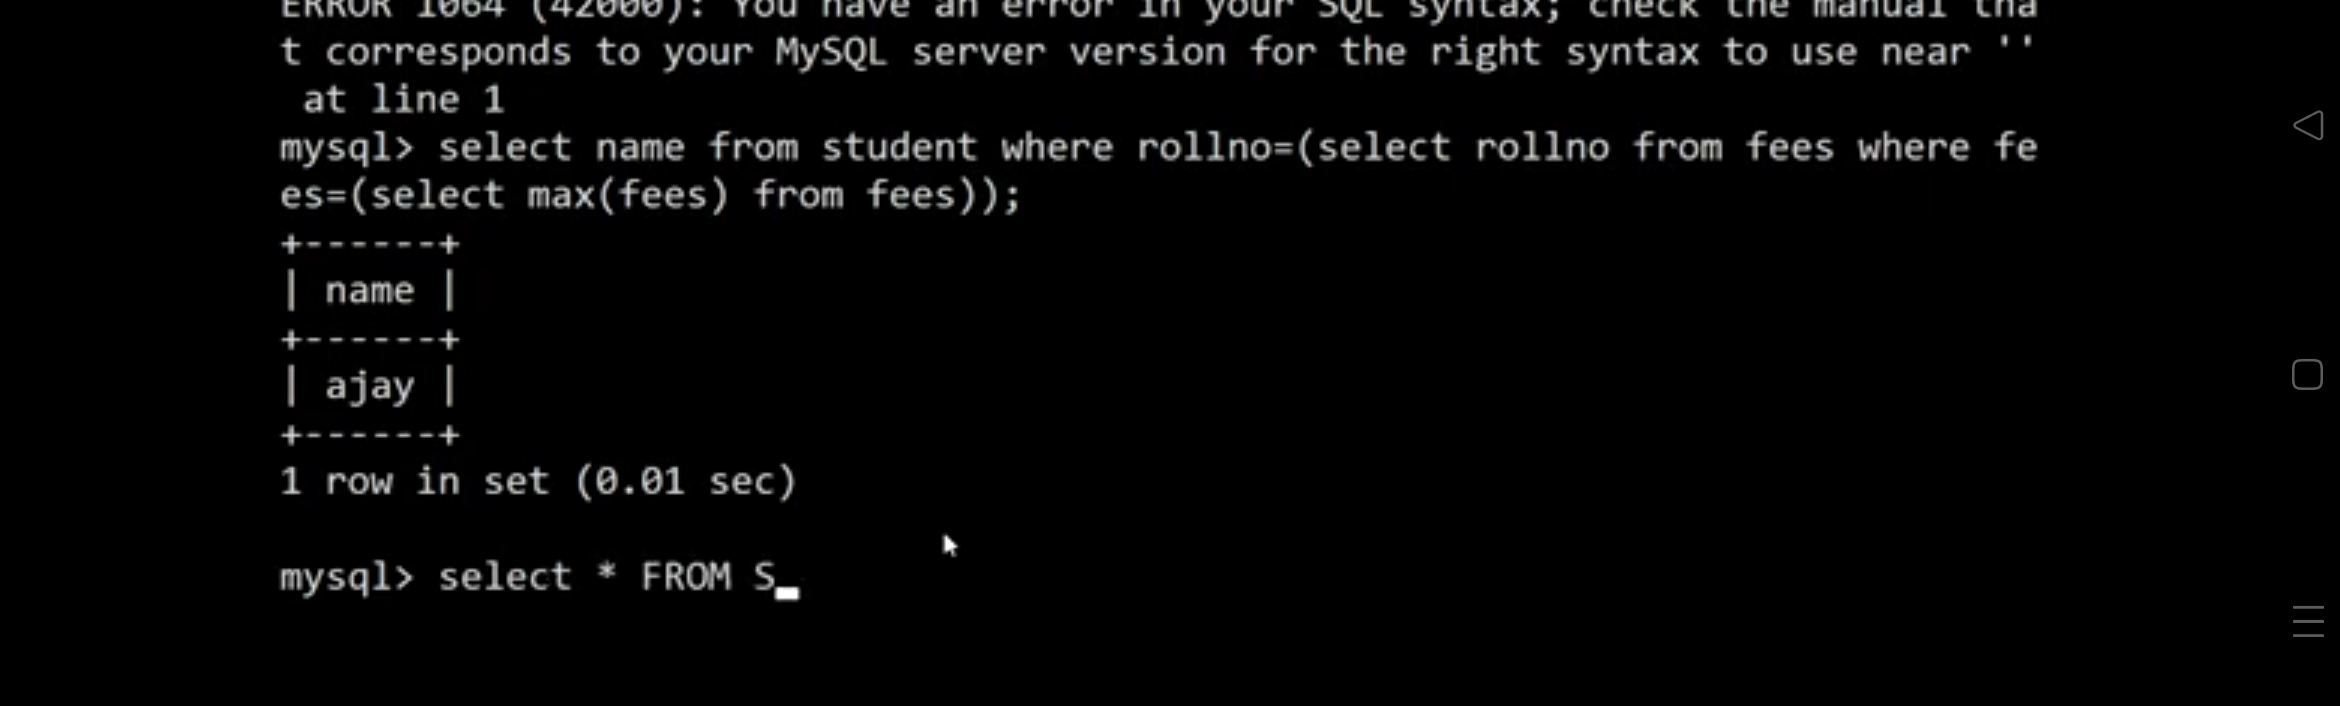 ERROR 1064 (42000): You have an error in your SQL syntax; check the manual tha
t corresponds to your MySQL server version for the right syntax to use near ''
 at line 1
mysql> select name from student where rollno=(select rollno from fees where fe
es=(select max(fees) from fees));
+------+
| name |
+------+
| ajay |
+------+
1 row in set (0.01 sec)
mysql> select * FROM S